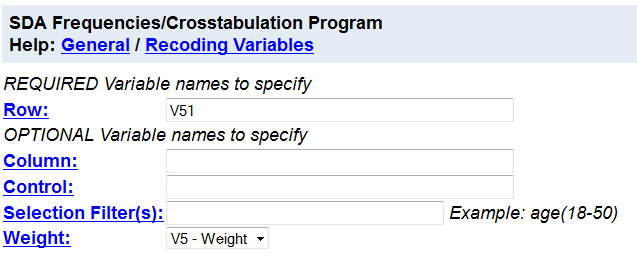 SDA Frequencies/Crosstabulation Program
Help: General / Recoding Variables
REQUIRED Variable names to specify
Row: V51
OPTIONAL Variable names to specify
Column:
Control:
Selection Filter(s): Example: age(18-50)
Weight: V5 - Weight